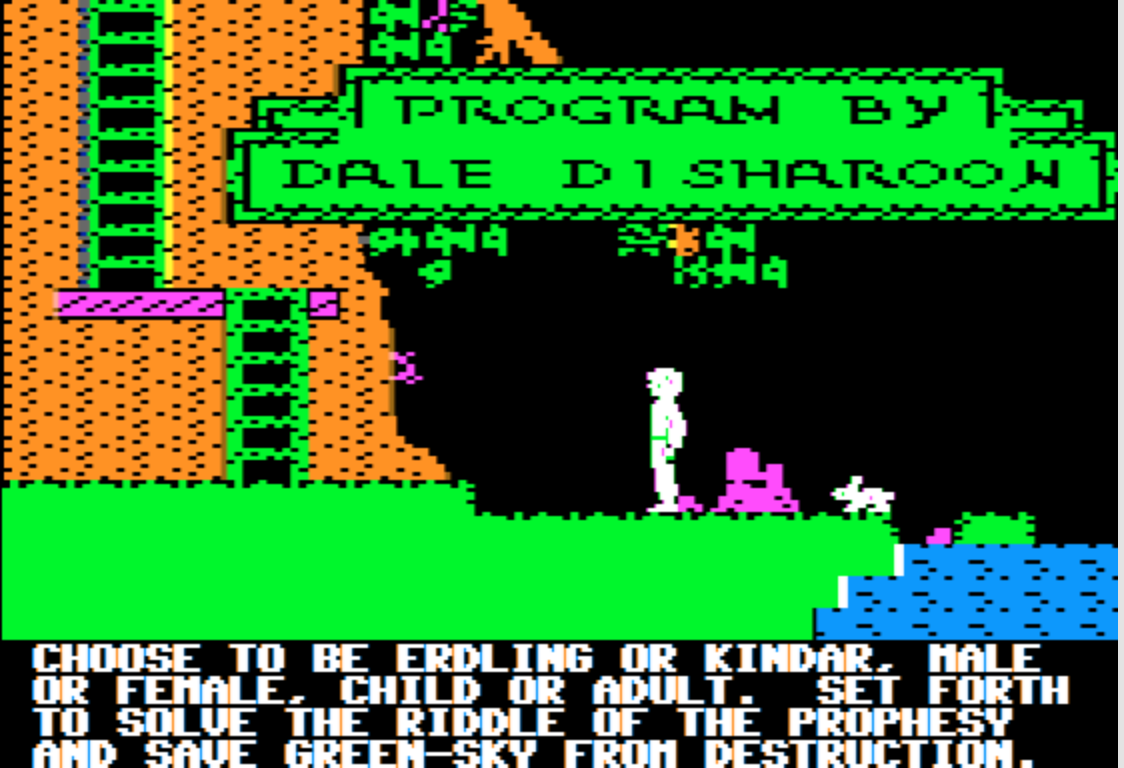 PROGRAM BY
DALE DISHAROON
CHOOSE TO BE ERDLING OR KINDAR, MALE
OR FEMALE, CHILD OR ADULT. SET FORTH
TO SOLVE THE RIDDLE OF THE PROPHESY
AND SAVE GREEN-SKY FROM DESTRUCTION.